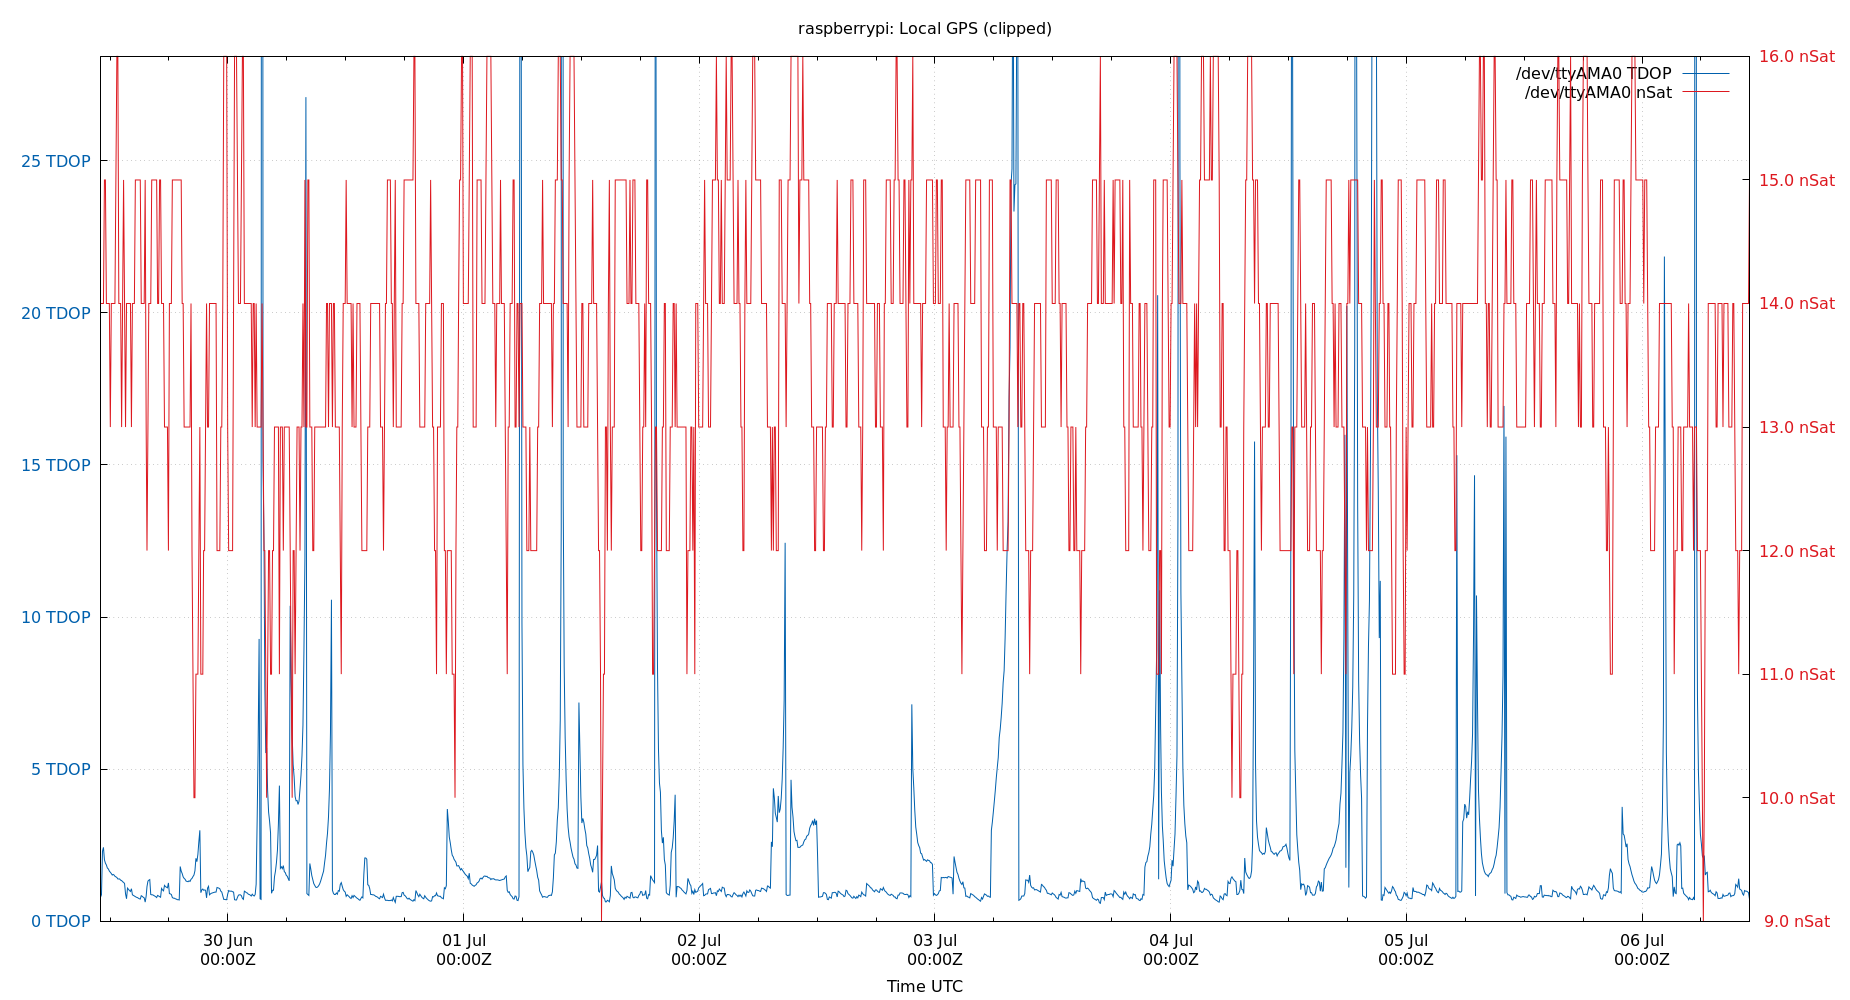 raspberrypi: Local GPS (clipped)
/dev/ttyAMA0 TDOP
/dev/ttyAMA0 nSat
25 TDOP
20 TDOP
15 TDOP
10 TDOP
5 TDOP
0 TDOP
16.0 nSat
15.0 nSat
14.0 nSat
13.0 nSat
12.0 nSat
11.0 nSat
10.0 nSat
9.0 nSat
30 Jun 01 Jul 02 Jul 03 Jul 04 Jul 05 Jul 06 Jul
00:00Z 00:00Z 00:00Z 00:00Z 00:00Z 00:00Z 00:00Z
Time UTC